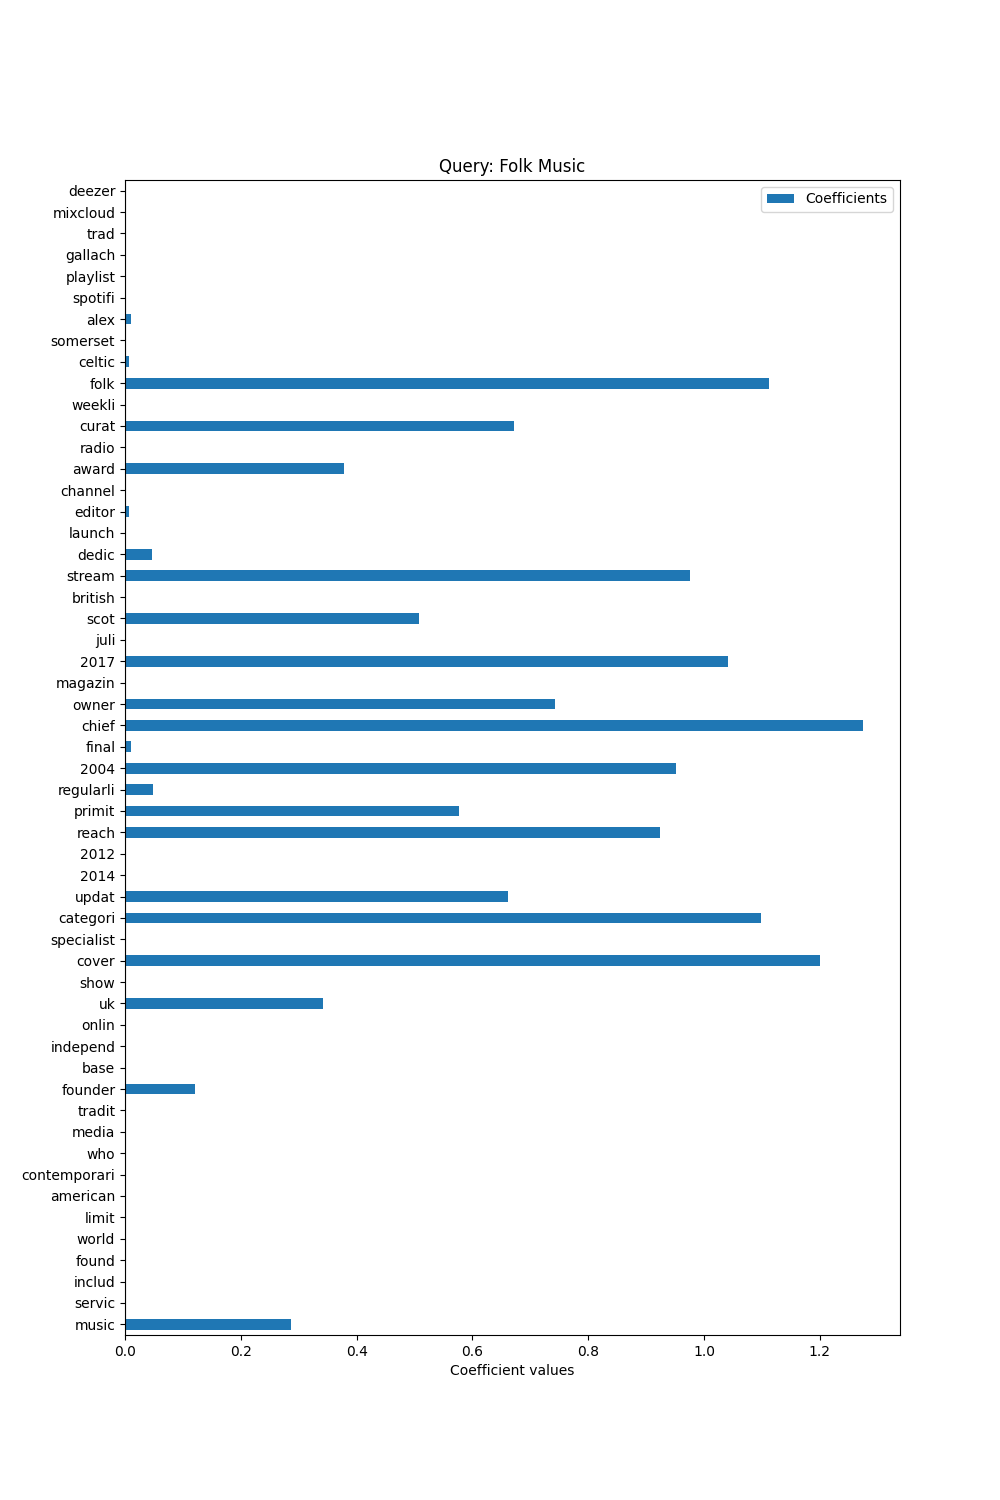 Query: Folk Music
Coefficients
deezer
mixcloud
trad
gallach
playlist
spotifi
alex
somerset
celtic
folk
weekli
curat
radio
award
channel
editor
launch
dedic
stream
british
scot
juli
2017
magazin
owner
chief
final
2004
regularli
primit
reach
2012
2014
updat
categori
specialist
cover
show
uk
onlin
independ
base
founder
tradit
media
who
contemporari
american
limit
world
found
includ
servic
music
0.0 0.2 0.4 0.6 0.8 1.0 1.2
Coefficient values